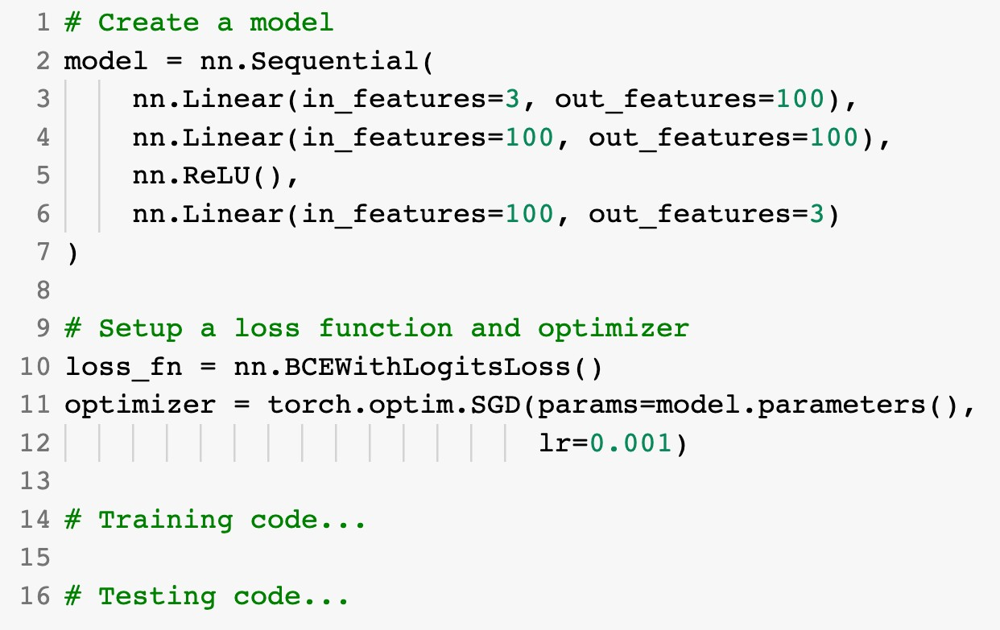 1 # Create a model
2 model = nn.Sequential(
3     nn.Linear(in_features=3, out_features=100),
4     nn.Linear(in_features=100, out_features=100),
5     nn.ReLU(),
6     nn.Linear(in_features=100, out_features=3)
7 )
8
9 # Setup a loss function and optimizer
10 loss_fn = nn.BCEWithLogitsLoss()
11 optimizer = torch.optim.SGD(params=model.parameters(),
12                             lr=0.001)
13
14 # Training code...
15
16 # Testing code...